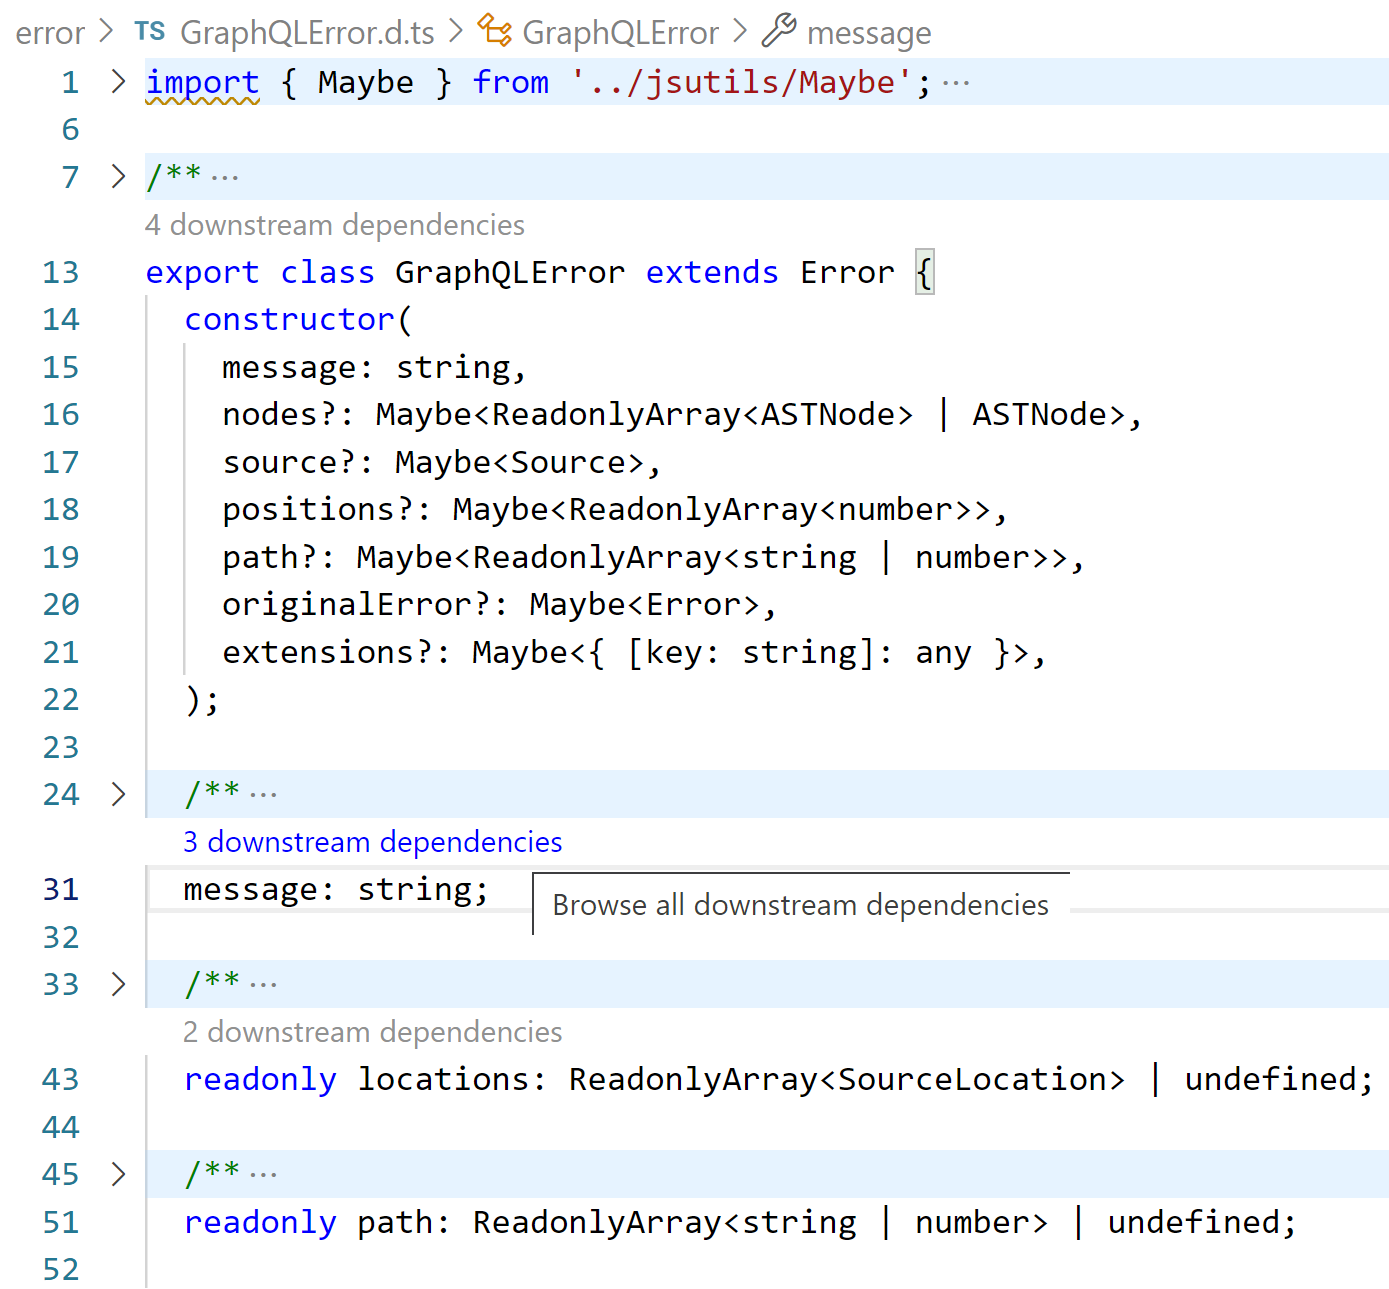 error > TS GraphQLError.d.ts > GraphQLError > message
1 > import { Maybe } from '../jsutils/Maybe'; ···
6
7 > /** ···
4 downstream dependencies
13 export class GraphQLError extends Error {
14 constructor(
15 message: string,
16 nodes?: Maybe<ReadonlyArray<ASTNode> | ASTNode>,
17 source?: Maybe<Source>,
18 positions?: Maybe<ReadonlyArray<number>>,
19 path?: Maybe<ReadonlyArray<string | number>>,
20 originalError?: Maybe<Error>,
21 extensions?: Maybe<{ [key: string]: any }>,
22 );
23
24 > /** ···
3 downstream dependencies
31 message: string;
Browse all downstream dependencies
32
33 > /** ···
2 downstream dependencies
43 readonly locations: ReadonlyArray<SourceLocation> | undefined;
44
45 > /** ···
51 readonly path: ReadonlyArray<string | number> | undefined;
52